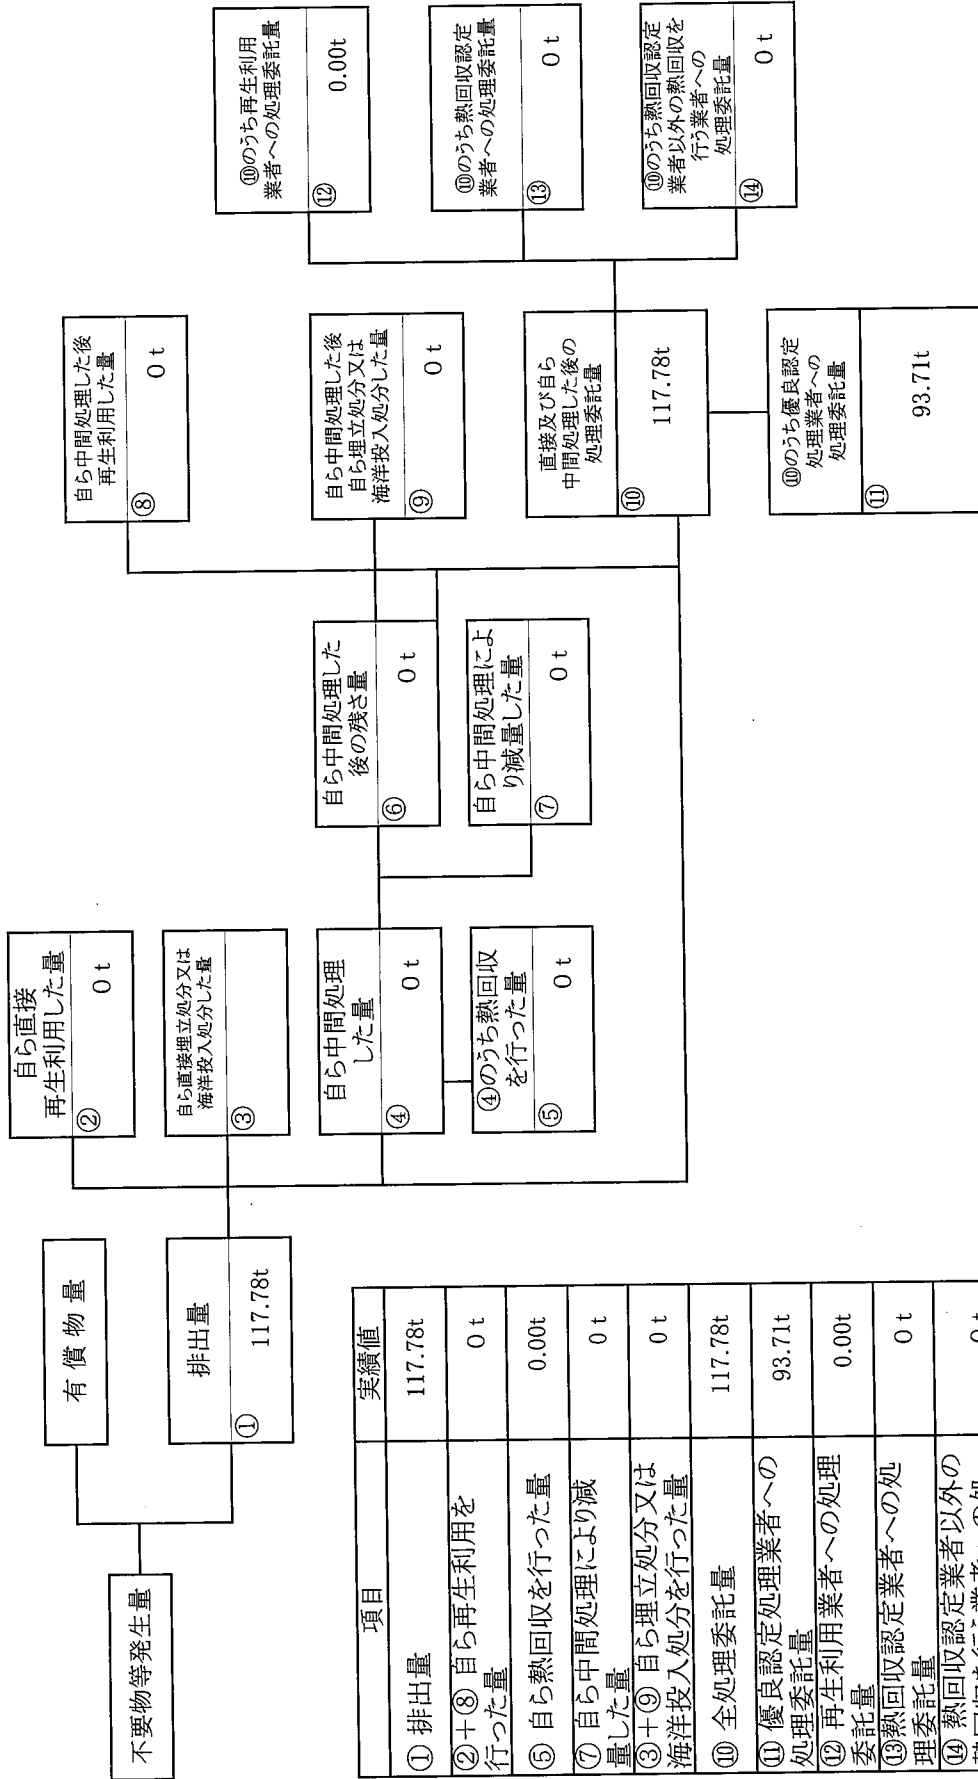 不要物等発生量
有償物量
排出量
①
117.78t
自ら直接
再生利用した量
②
0 t
自ら直接埋立処分又は
海洋投入処分した量
③
自ら中間処理
した量
④
0 t
④のうち熱回収
を行った量
⑤
0 t
自ら中間処理した
後の残さ量
⑥
0 t
自ら中間処理によ
り減量した量
⑦
0 t
自ら中間処理した後
再生利用した量
⑧
0 t
自ら中間処理した後
自ら埋立処分又は
海洋投入処分した量
⑨
0 t
直接及び自ら
中間処理した後の
処理委託量
⑩
117.78t
⑩のうち優良認定
処理業者への
処理委託量
⑪
93.71t
⑩のうち再生利用
業者への処理委託量
⑫
0.00t
⑩のうち熱回収認定
業者への処理委託量
⑬
0 t
⑩のうち熱回収認定
業者以外の熱回収を
行う業者への
処理委託量
⑭
0 t
項目
実績値
① 排出量
117.78t
②+⑧ 自ら再生利用を
行った量
0 t
⑤ 自ら熱回収を行った量
0.00t
⑦ 自ら中間処理により減
量した量
0 t
③+⑨ 自ら埋立処分又は
海洋投入処分を行った量
0 t
⑩ 全処理委託量
117.78t
⑪ 優良認定処理業者への
処理委託量
93.71t
⑫ 再生利用業者への処理
委託量
0.00t
⑬熱回収認定業者への処
理委託量
0 t
⑭ 熱回収認定業者以外の